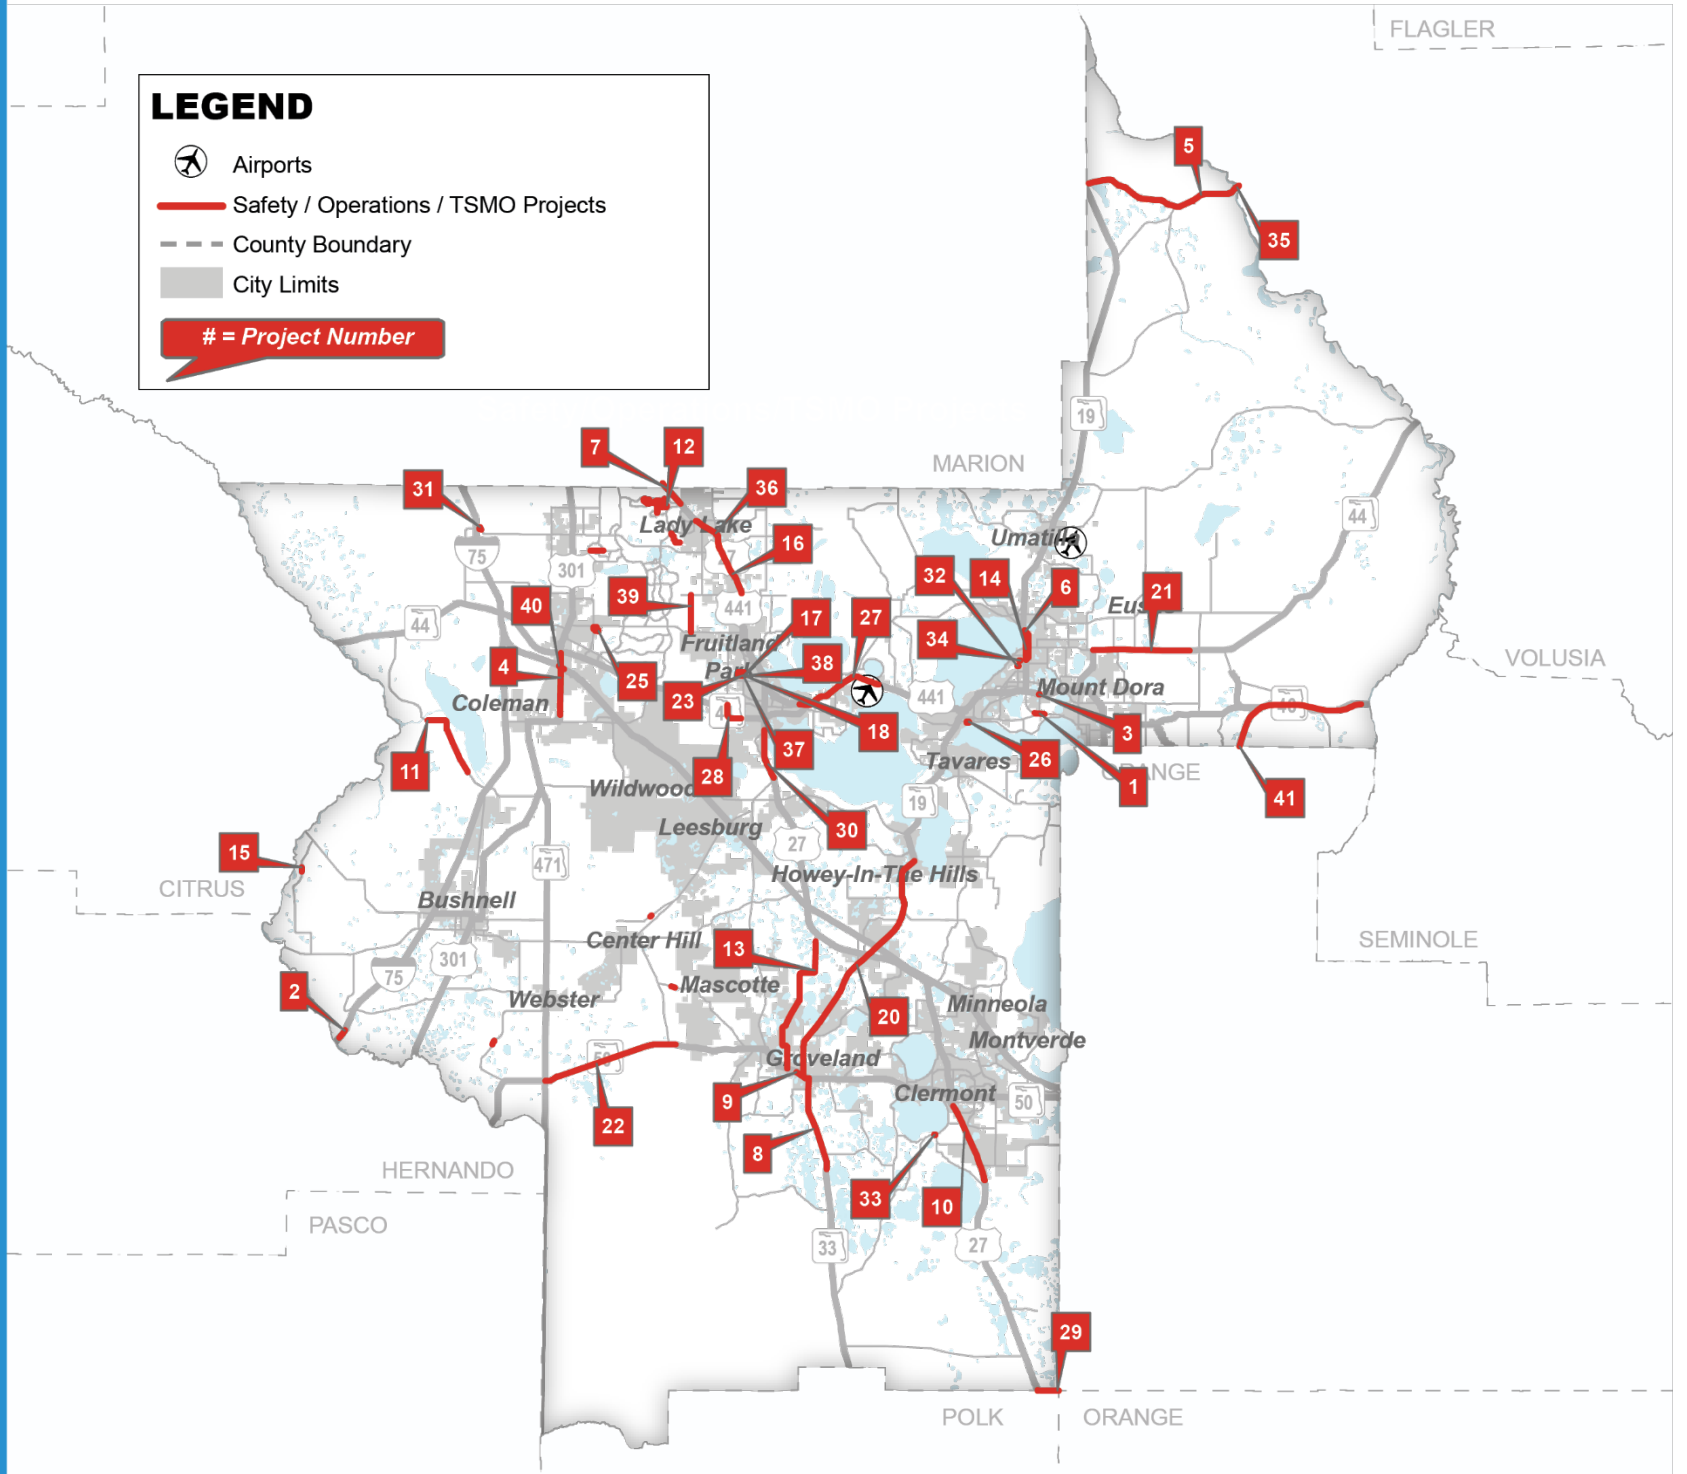 FLAGLER
LEGEND
Airports
Safety / Operations / TSMO Projects
County Boundary
City Limits
# = Project Number
5
35
19
MARION
7
12
36
31
Lady Lake
16
44
Umatilla
75
301
32
14
6
21
40
39
441
17
27
44
34
Fruitland
Park
38
4
25
23
441
VOLUSIA
Coleman
Mount Dora
18
3
37
11
28
Tavares
26
ORANGE
1
41
Wildwood
19
Leesburg
30
27
15
471
Howey-In-The Hills
CITRUS
Bushnell
Center Hill
13
SEMINOLE
301
75
Mascotte
2
Webster
Minneola
20
Montverde
Groveland
50
Clermont
9
50
22
8
HERNANDO
33
10
PASCO
33
27
29
POLK
ORANGE